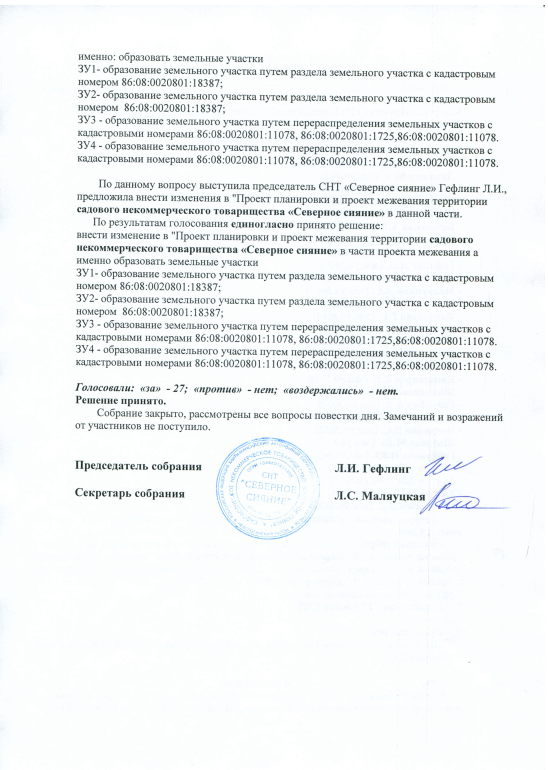 именно: образовать земельные участки
ЗУ1- образование земельного участка путем раздела земельного участка с кадастровым
номером 86:08:0020801:18387;
ЗУ2- образование земельного участка путем раздела земельного участка с кадастровым
номером 86:08:0020801:18387;
ЗУ3 - образование земельного участка путем перераспределения земельных участков с
кадастровыми номерами 86:08:0020801:11078, 86:08:0020801:1725,86:08:0020801:11078.
ЗУ4 - образование земельного участка путем перераспределения земельных участков с
кадастровыми номерами 86:08:0020801:11078, 86:08:0020801:1725,86:08:0020801:11078.
По данному вопросу выступила председатель СНТ «Северное сияние» Гефлинг Л.И.,
предложила внести изменения в "Проект планировки и проект межевания территории
садового некоммерческого товарищества «Северное сияние» в данной части.
По результатам голосования единогласно принято решение:
внести изменение в "Проект планировки и проект межевания территории садового
некоммерческого товарищества «Северное сияние» в части проекта межевания а
именно образовать земельные участки
ЗУ1- образование земельного участка путем раздела земельного участка с кадастровым
номером 86:08:0020801:18387;
ЗУ2- образование земельного участка путем раздела земельного участка с кадастровым
номером 86:08:0020801:18387;
ЗУ3 - образование земельного участка путем перераспределения земельных участков с
кадастровыми номерами 86:08:0020801:11078, 86:08:0020801:1725,86:08:0020801:11078.
ЗУ4 - образование земельного участка путем перераспределения земельных участков с
кадастровыми номерами 86:08:0020801:11078, 86:08:0020801:1725,86:08:0020801:11078.
Голосовали: «за» - 27; «против» - нет; «воздержались» - нет.
Решение принято.
Собрание закрыто, рассмотрены все вопросы повестки дня. Замечаний и возражений
от участников не поступило.
Председатель собрания Л.И. Гефлинг
Секретарь собрания Л.С. Маляуцкая
СНТ
"СЕВЕРНОЕ
СИЯНИЕ"